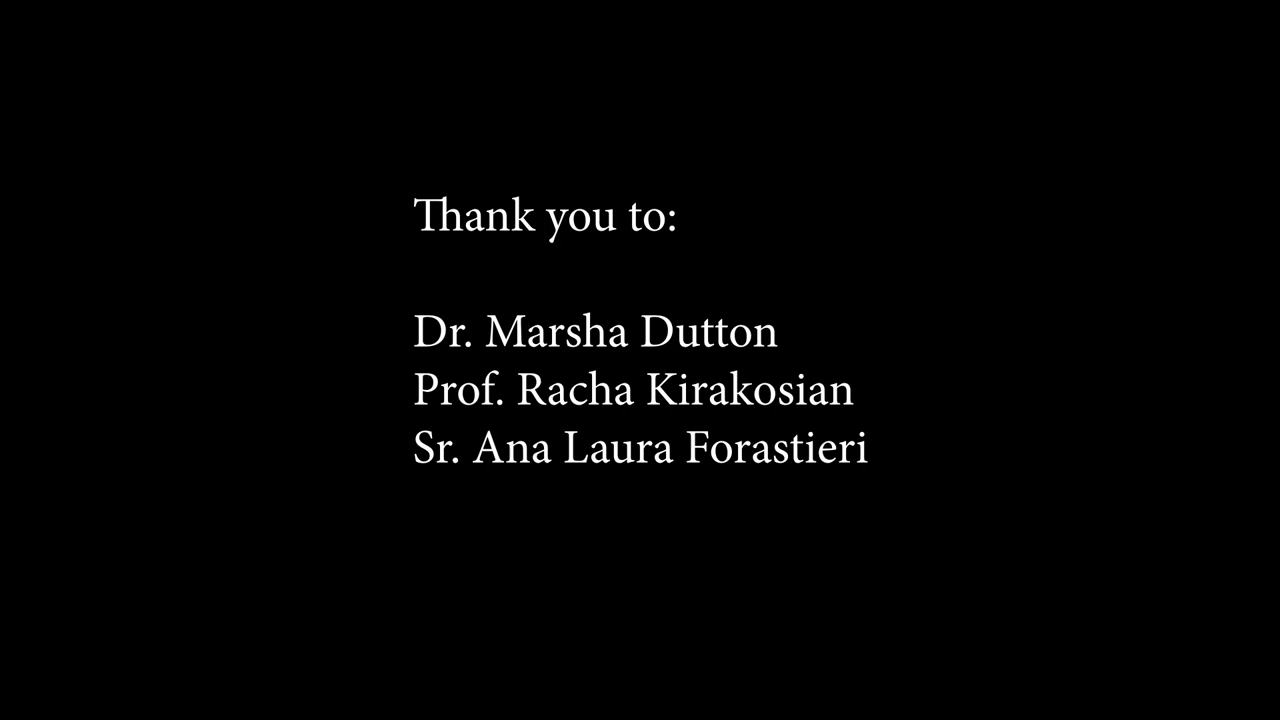 Thank you to:
Dr. Marsha Dutton
Prof. Racha Kirakosian
Sr. Ana Laura Forastieri